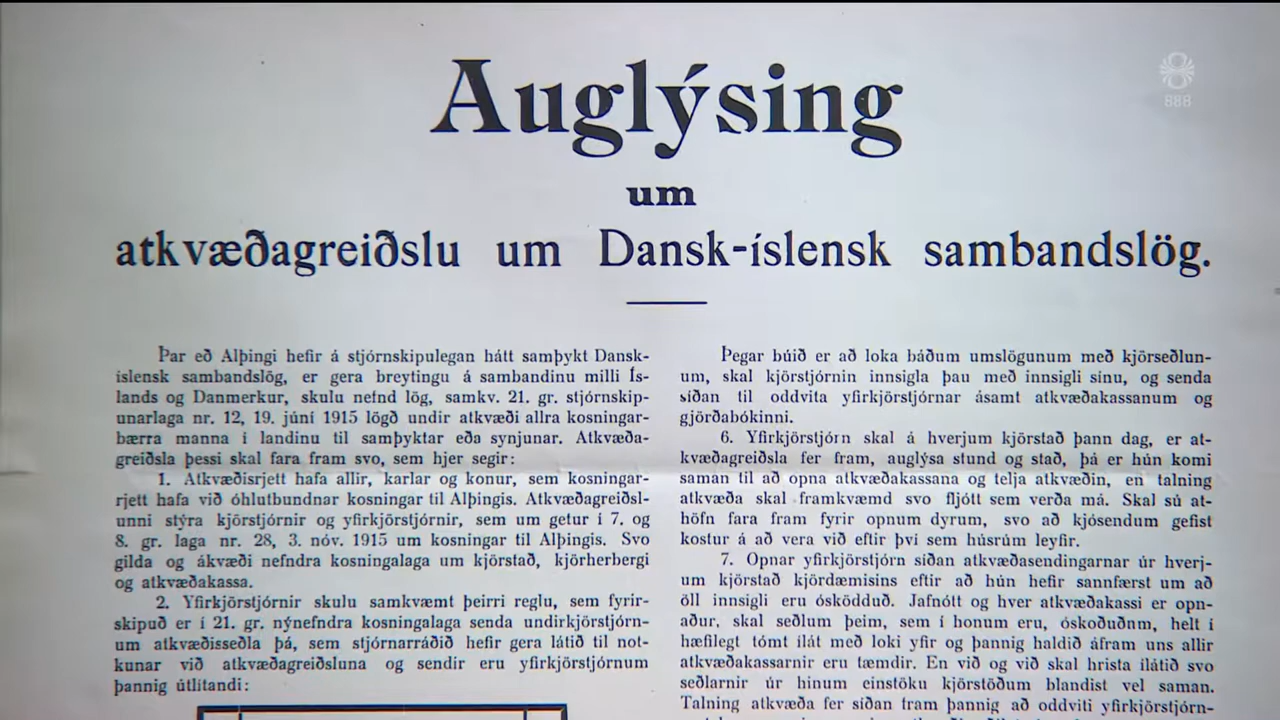 Auglýsing
um
atkvæðagreiðslu um Dansk-íslensk sambandslög.
Þar eð Alþingi hefir á stjórnskipulegan hátt samþykt Dansk-
íslensk sambandslög, er gera breytingu á sambandinu milli Ís-
lands og Danmerkur, skulu nefnd lög, samkv. 21. gr. stjórnskip-
unarlaga nr. 12, 19. júní 1915 lögð undir atkvæði allra kosningar-
bærra manna í landinu til samþyktar eða synjunar. Atkvæða-
greiðsla þessi skal fara fram svo, sem hjer segir:
1. Atkvæðisrjett hafa allir, karlar og konur, sem kosningar-
rjett hafa við óhlutbundnar kosningar til Alþingis. Atkvæðagreiðsl-
unni stýra kjörstjórnir og yfirkjörstjórnir, sem um getur í 7. og
8. gr. laga nr. 28, 3. nóv. 1915 um kosningar til Alþingis. Svo
gilda og ákvæði nefndra kosningalaga um kjörstað, kjörherbergi
og atkvæðakassa.
2. Yfirkjörstjórnir skulu samkvæmt þeirri reglu, sem fyrir-
skipuð er í 21. gr. nýnefndra kosningalaga senda undirkjörstjórn-
um atkvæðisseðla þá, sem stjórnarráðið hefir gera látið til not-
kunar við atkvæðagreiðsluna og sendir eru yfirkjörstjórnum
þannig útlítandi:
Þegar búið er að loka báðum umslögunum með kjörseðlun-
um, skal kjörstjórnin innsigla þau með innsigli sínu, og senda
síðan til oddvita yfirkjörstjórnar ásamt atkvæðakassanum og
gjörðabókinni.
6. Yfirkjörstjórn skal á hverjum kjörstað þann dag, er at-
kvæðagreiðsla fer fram, auglýsa stund og stað, þá er hún komi
saman til að opna atkvæðakassana og telja atkvæðin, en talning
atkvæða skal framkvæmd svo fljótt sem verða má. Skal sú at-
höfn fara fram fyrir opnum dyrum, svo að kjósendum gefist
kostur á að vera við eftir því sem húsrúm leyfir.
7. Opnar yfirkjörstjórn síðan atkvæðasendingarnar úr hverj-
um kjörstað kjördæmisins eftir að hún hefir sannfærst um að
öll innsigli eru ósködduð. Jafnótt og hver atkvæðakassi er opn-
aður, skal seðlum þeim, sem í honum eru, óskoðuðum, helt í
hæfilegt tómt ílát með loki yfir og þannig haldið áfram uns allir
atkvæðakassarnir eru tæmdir. En við og við skal hrista ílátið svo
seðlarnir úr hinum einstöku kjörstöðum blandist vel saman.
Talning atkvæða fer síðan fram þannig að oddviti yfirkjörstjórn-
888